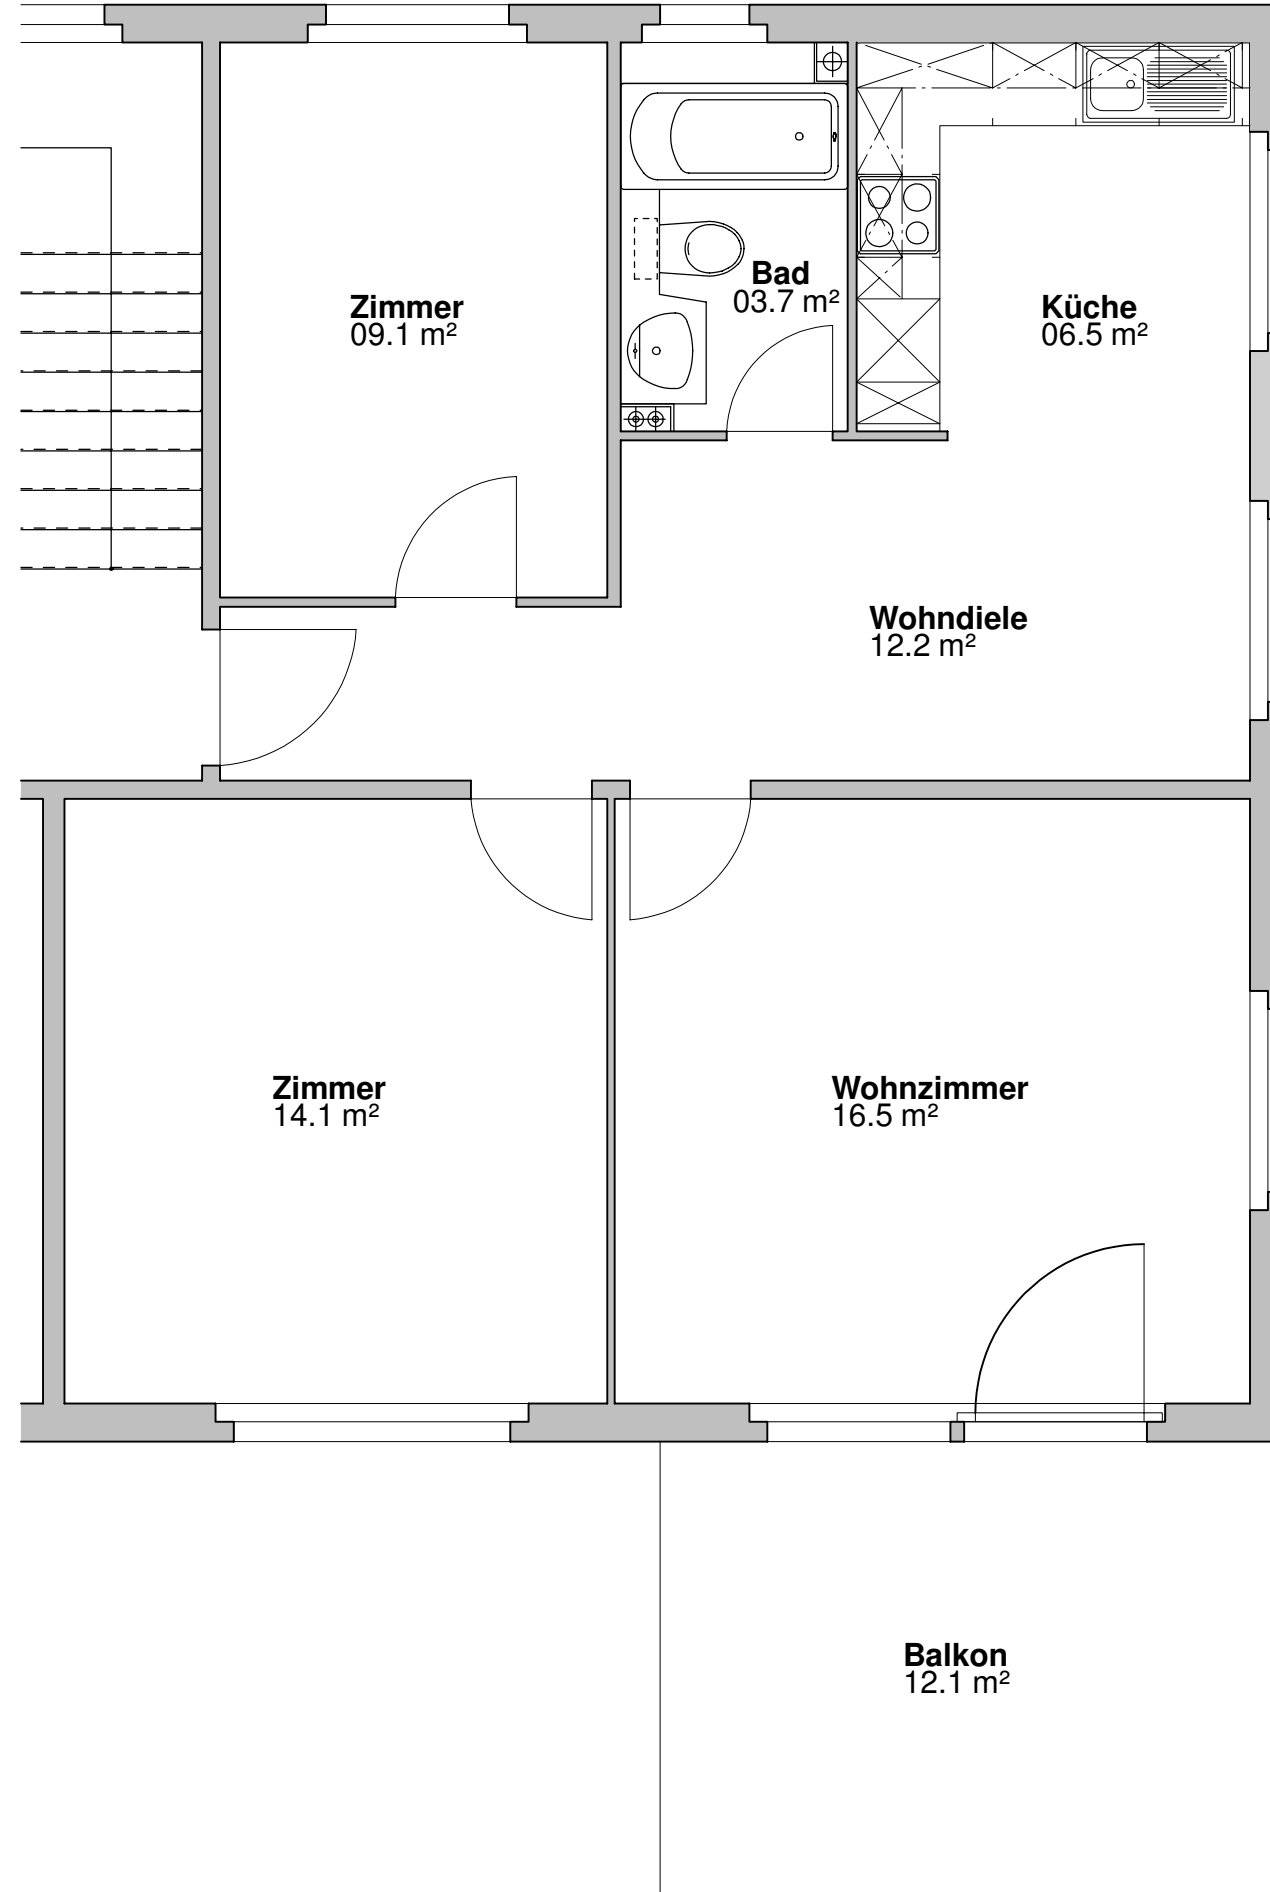 Bad
03.7 m²
Zimmer
09.1 m²
Küche
06.5 m²
Wohndiele
12.2 m²
Zimmer
14.1 m²
Wohnzimmer
16.5 m²
Balkon
12.1 m²